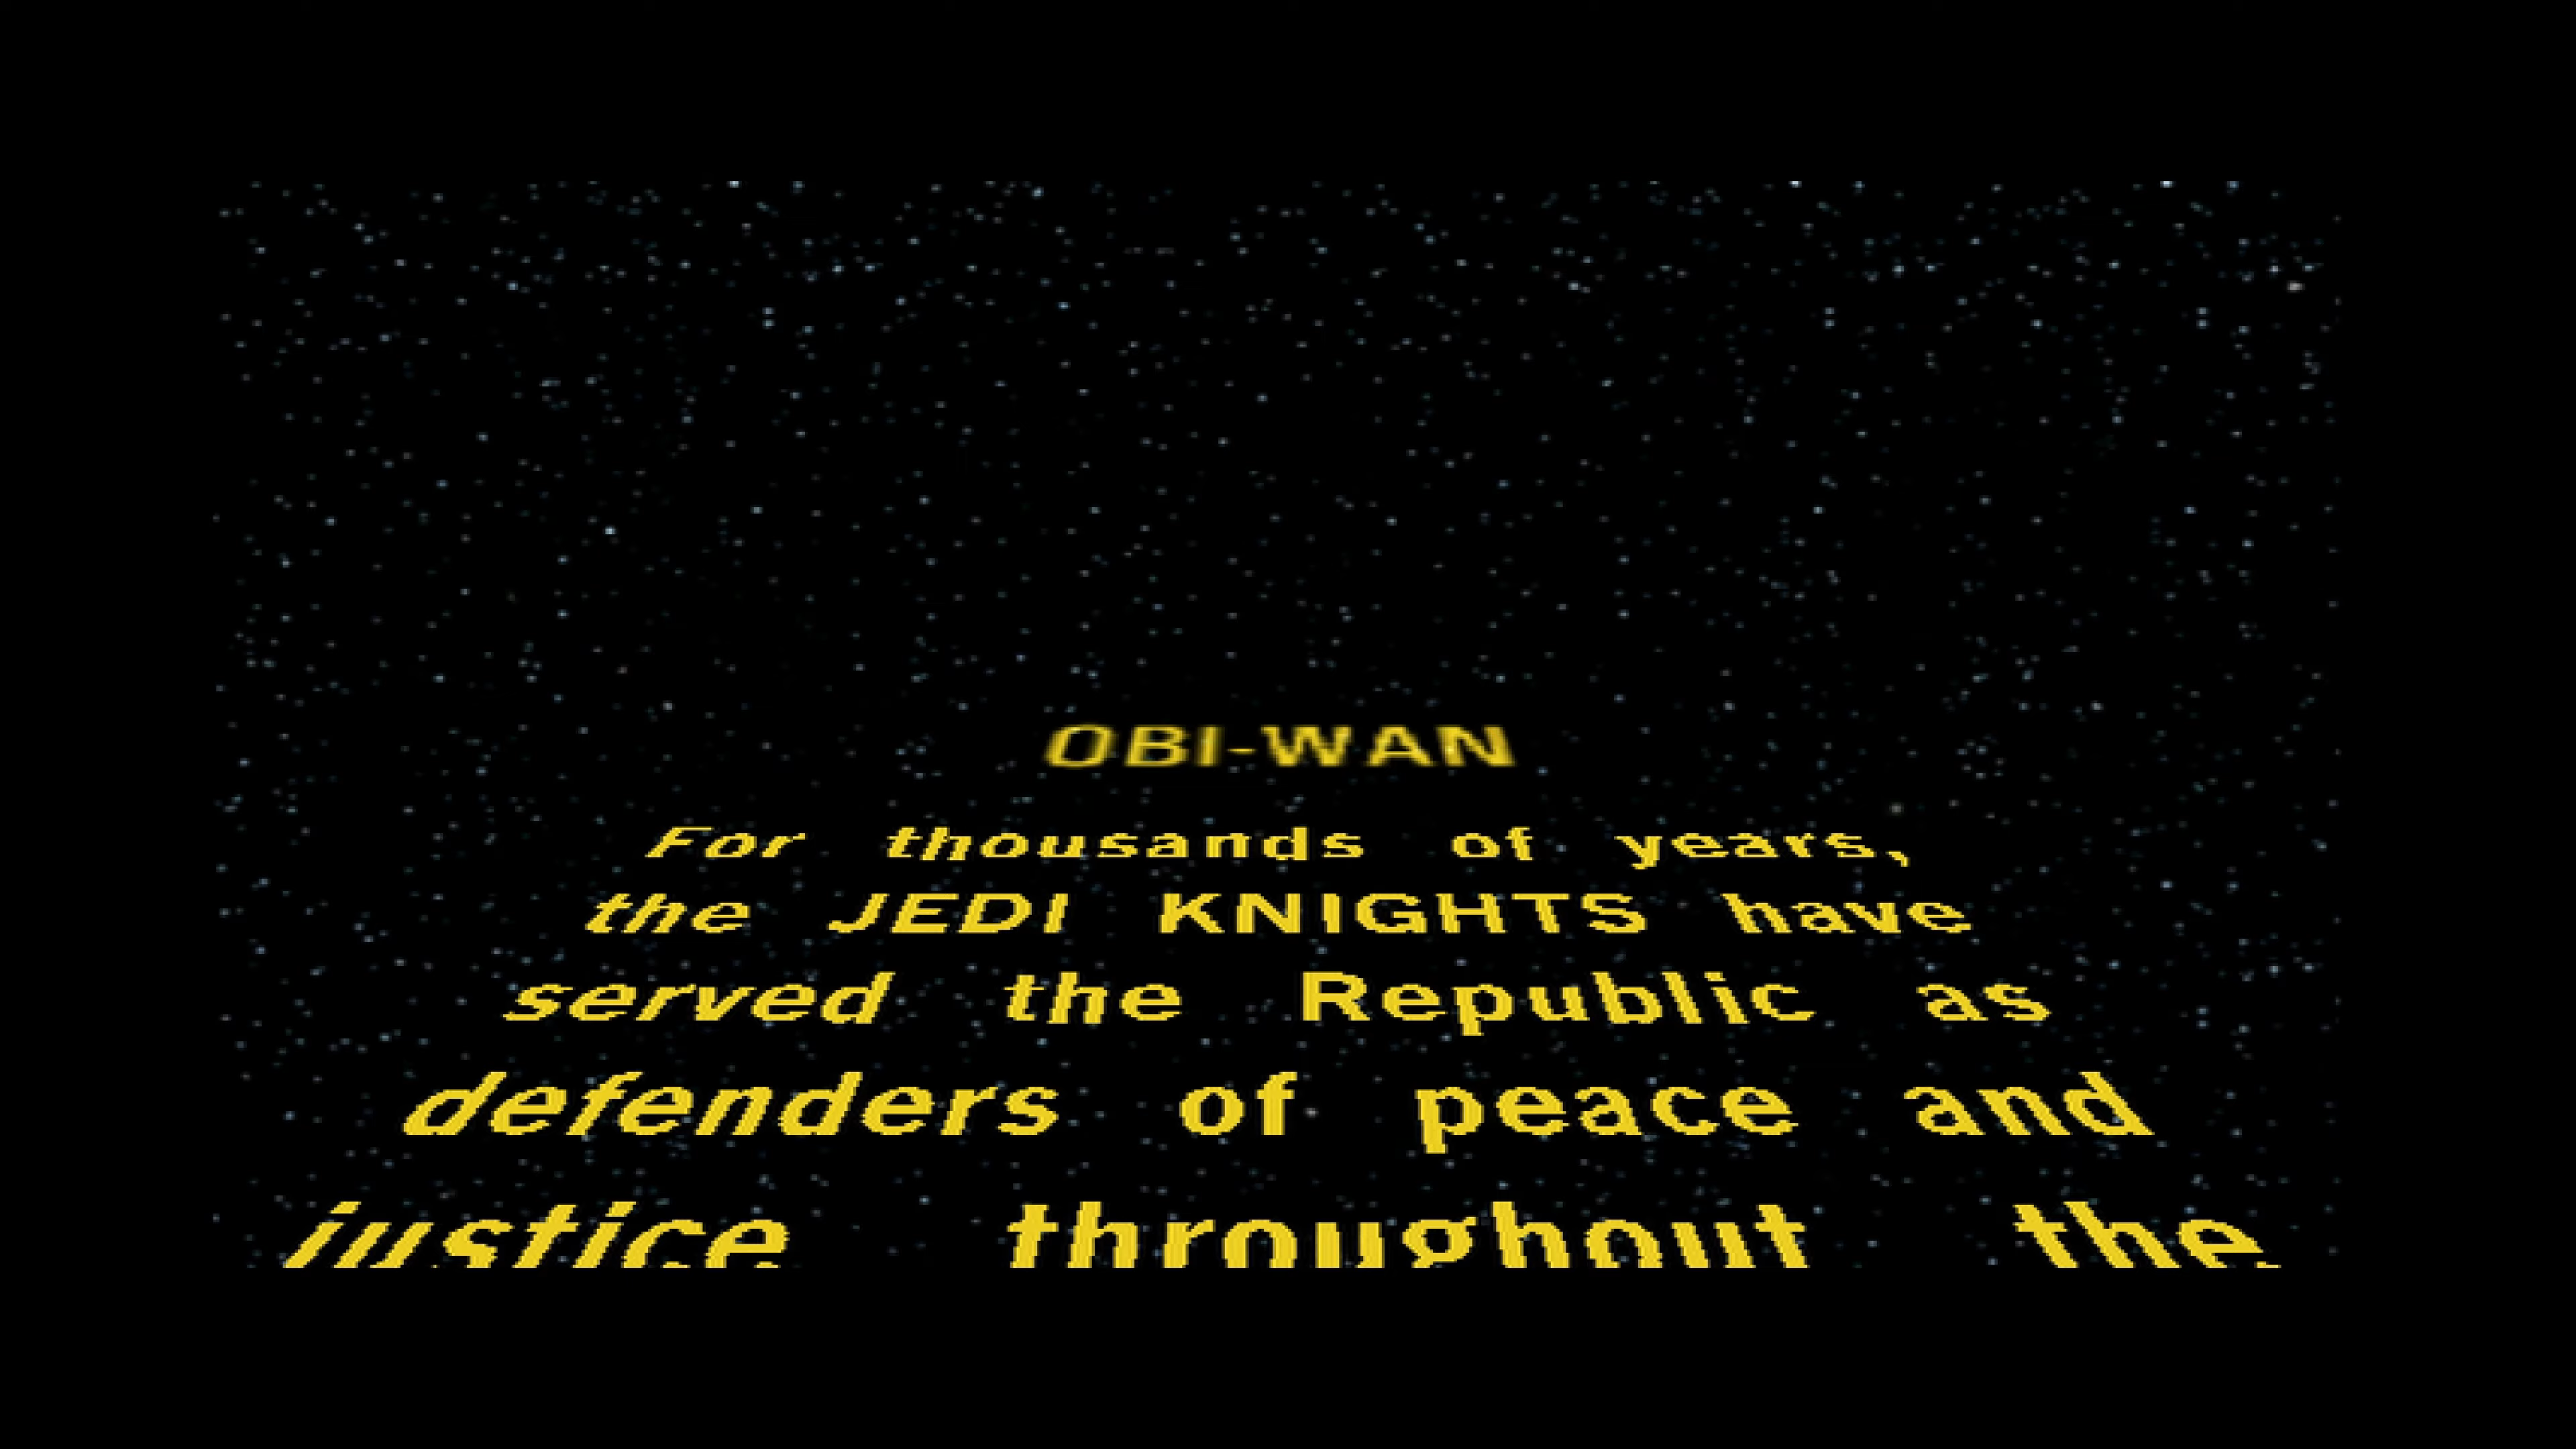 OBI-WAN
For thousands of years,
the JEDI KNIGHTS have
served the Republic as
defenders of peace and
justice throughout the